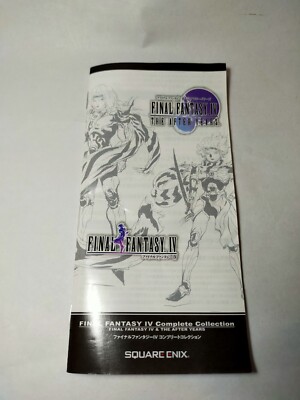 FINAL FANTASY IV
THE AFTER YEARS
FINAL FANTASY IV
FINAL FANTASY IV Complete Collection
FINAL FANTASY IV & THE AFTER YEARS
ファイナルファンタジーIV コンプリートコレクション
SQUARE ENIX